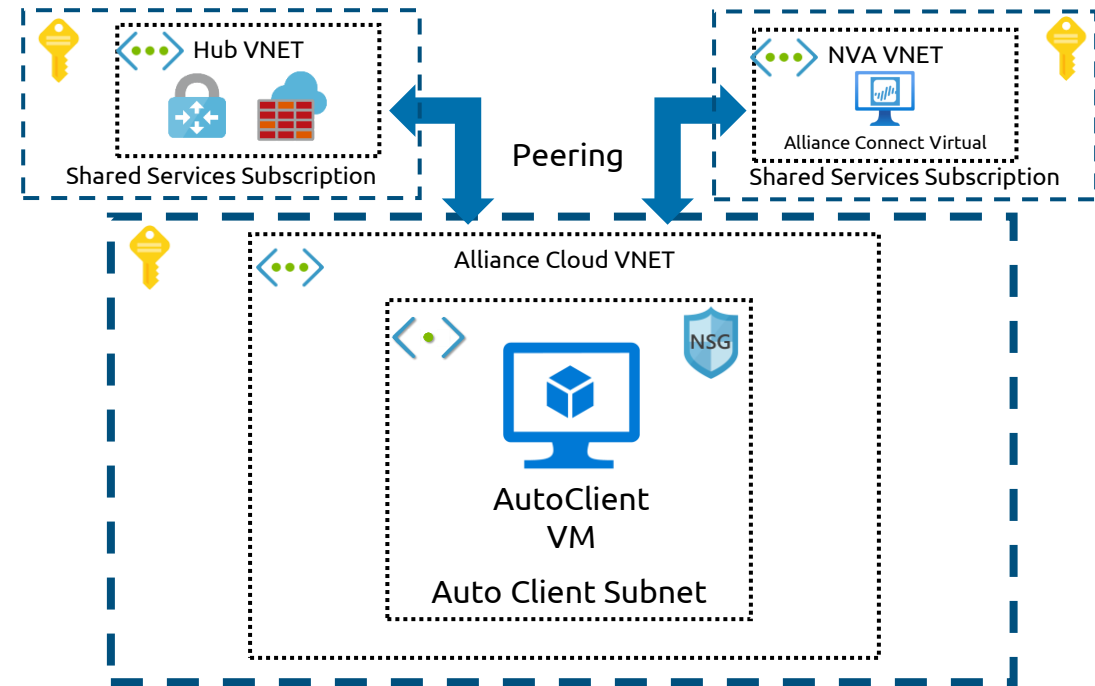 Hub VNET
Shared Services Subscription
NVA VNET
Alliance Connect Virtual
Shared Services Subscription
Peering
Alliance Cloud VNET
NSG
AutoClient
VM
Auto Client Subnet